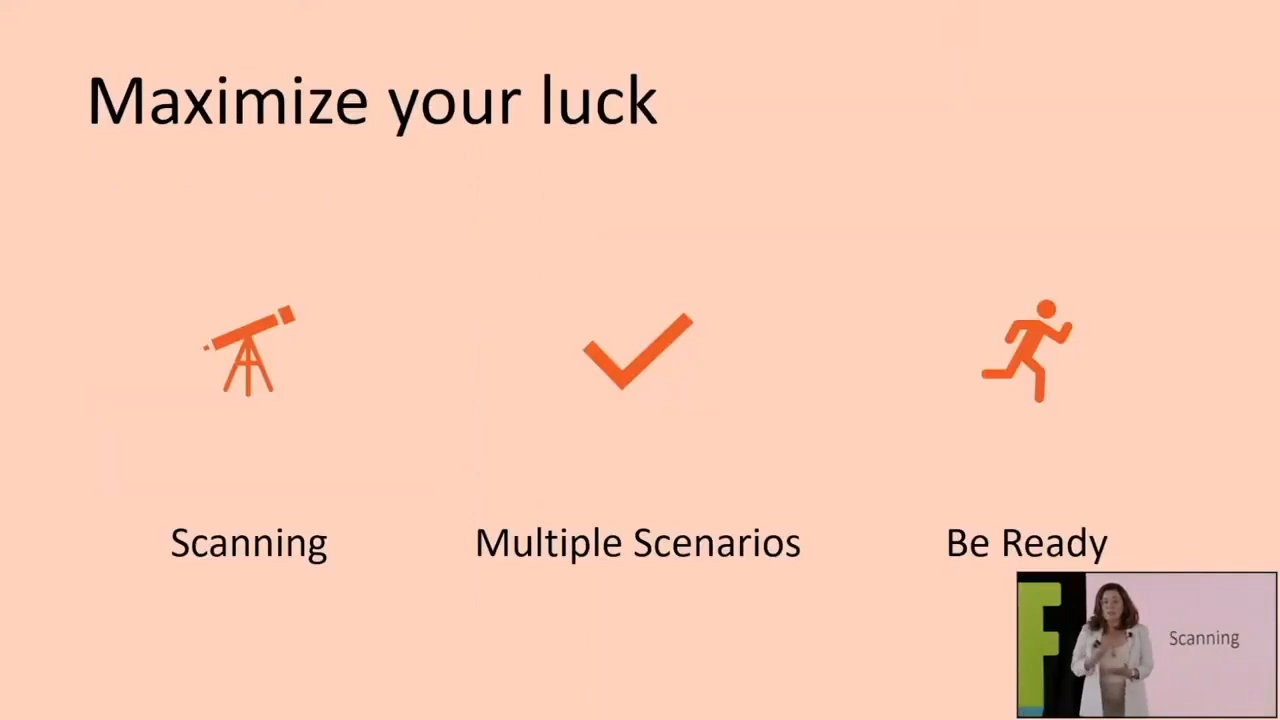 Maximize your luck
Scanning
Multiple Scenarios
Be Ready
F
Scanning